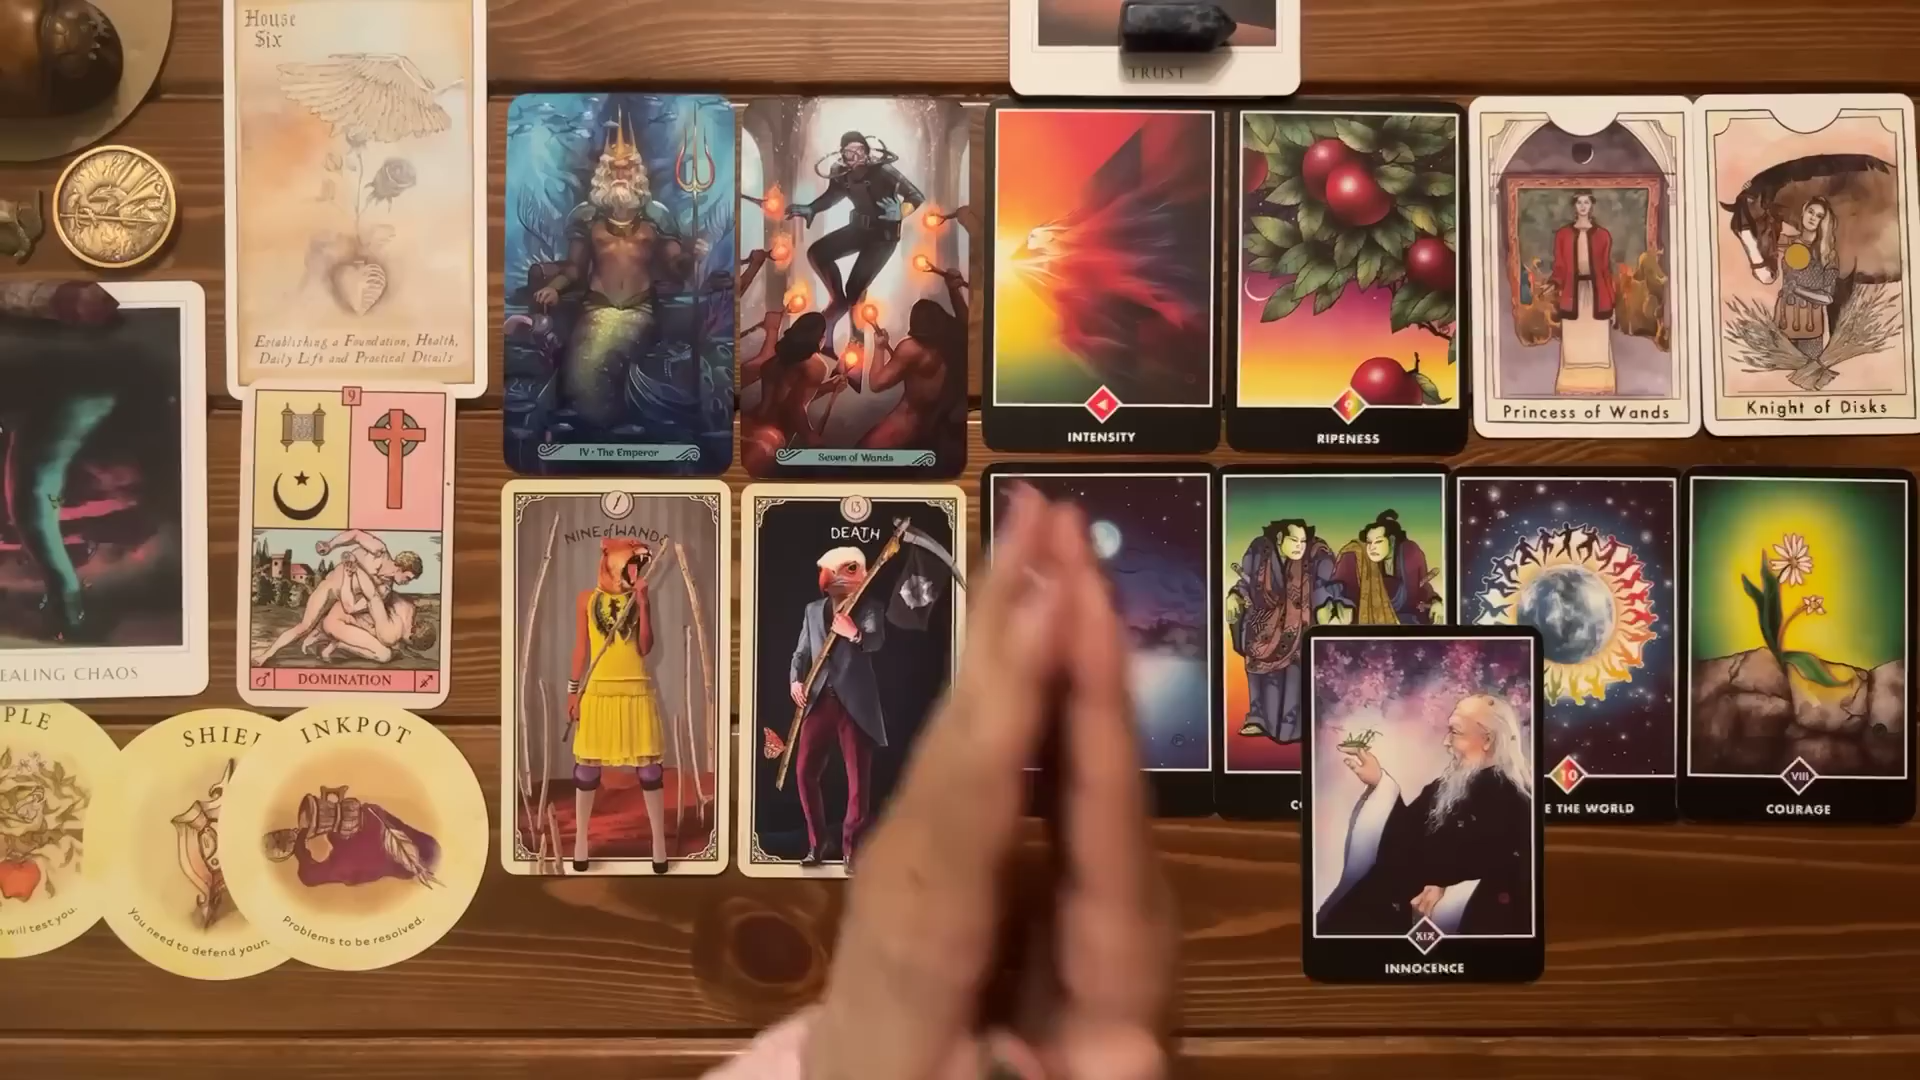 House
Six
Establishing a Foundation, Health,
Daily Life and Practical Details
TRUST
IV • The Emperor
Seven of Wands
INTENSITY
9
RIPENESS
Princess of Wands
Knight of Disks
EALING CHAOS
9
DOMINATION
NINE of WANDS
13
DEATH
10
E THE WORLD
VIII
COURAGE
XIX
INNOCENCE
PLE
will test you.
SHIEL
You need to defend yours
INKPOT
Problems to be resolved.